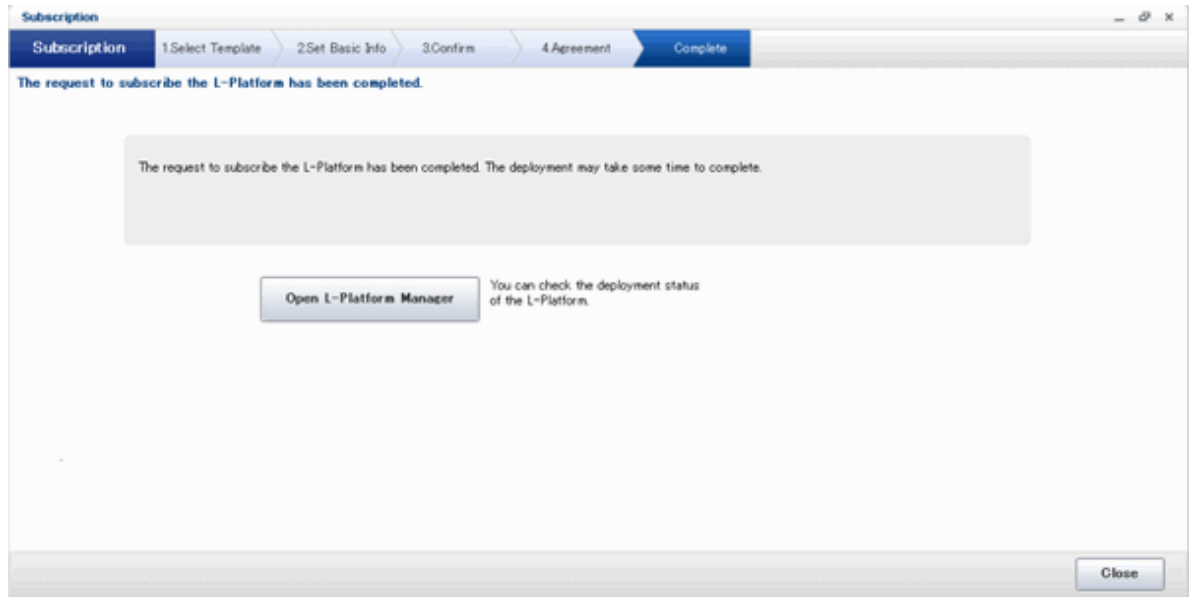 Subscription
Subscription 1.Select Template 2.Set Basic Info 3.Confirm 4.Agreement Complete
The request to subscribe the L-Platform has been completed.
The request to subscribe the L-Platform has been completed. The deployment may take some time to complete.
Open L-Platform Manager
You can check the deployment status
of the L-Platform.
Close